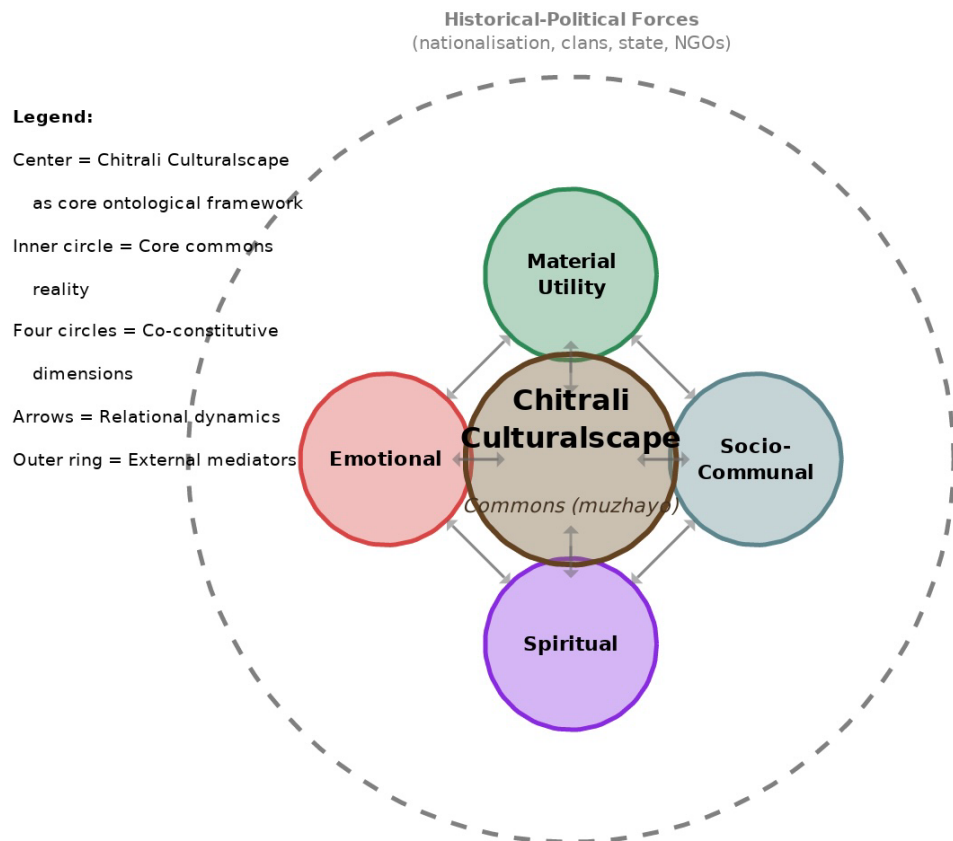 Historical-Political Forces
(nationalisation, clans, state, NGOs)
Legend:
Center = Chitrali Culturalscape
as core ontological framework
Inner circle = Core commons
reality
Four circles = Co-constitutive
dimensions
Arrows = Relational dynamics
Outer ring = External mediators
Material
Utility
Emotional
Chitrali
Culturalscape
Commons (muzhayo)
Socio-
Communal
Spiritual